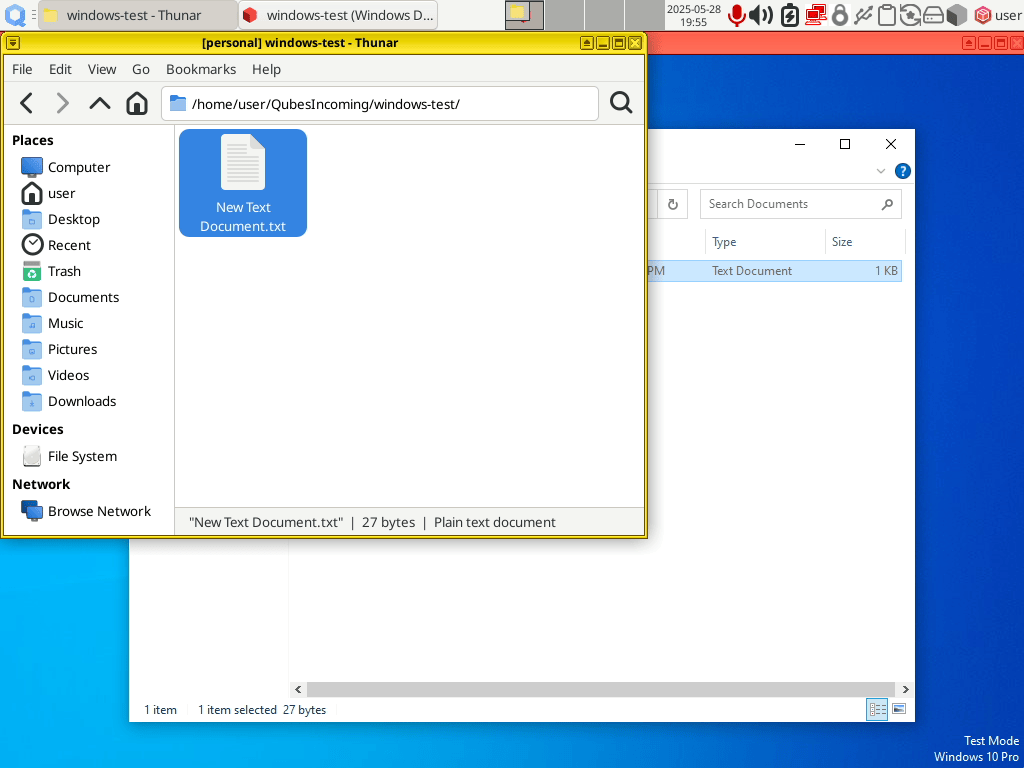 windows-test - Thunar
windows-test (Windows D...
2025-05-28
19:55
user
[personal] windows-test - Thunar
File Edit View Go Bookmarks Help
/home/user/QubesIncoming/windows-test/
Places
Computer
user
Desktop
Recent
Trash
Documents
Music
Pictures
Videos
Downloads
Devices
File System
Network
Browse Network
New Text
Document.txt
"New Text Document.txt" | 27 bytes | Plain text document
?
Search Documents
Type Size
PM Text Document 1 KB
1 item 1 item selected 27 bytes
Test Mode
Windows 10 Pro